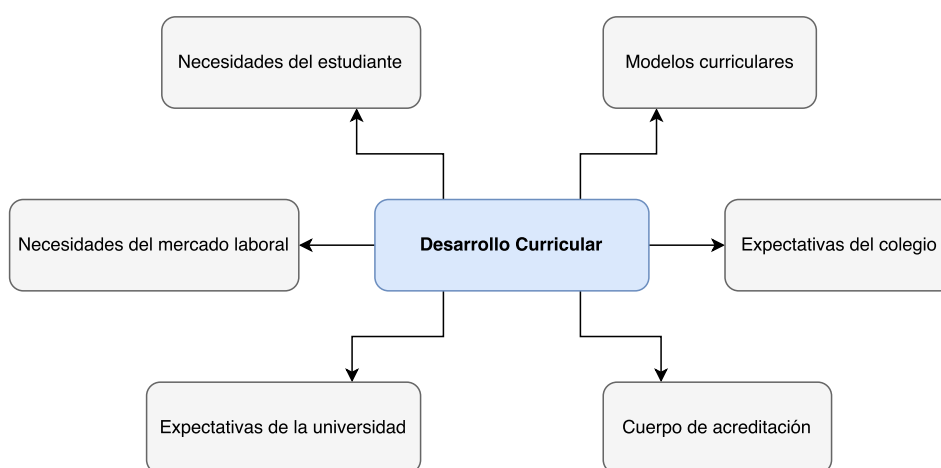 Necesidades del estudiante
Modelos curriculares
Necesidades del mercado laboral
Desarrollo Curricular
Expectativas del colegio
Expectativas de la universidad
Cuerpo de acreditación